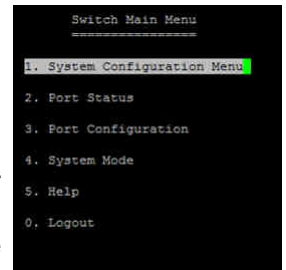 Switch Main Menu
================
1. System Configuration Menu
2. Port Status
3. Port Configuration
4. System Mode
5. Help
0. Logout